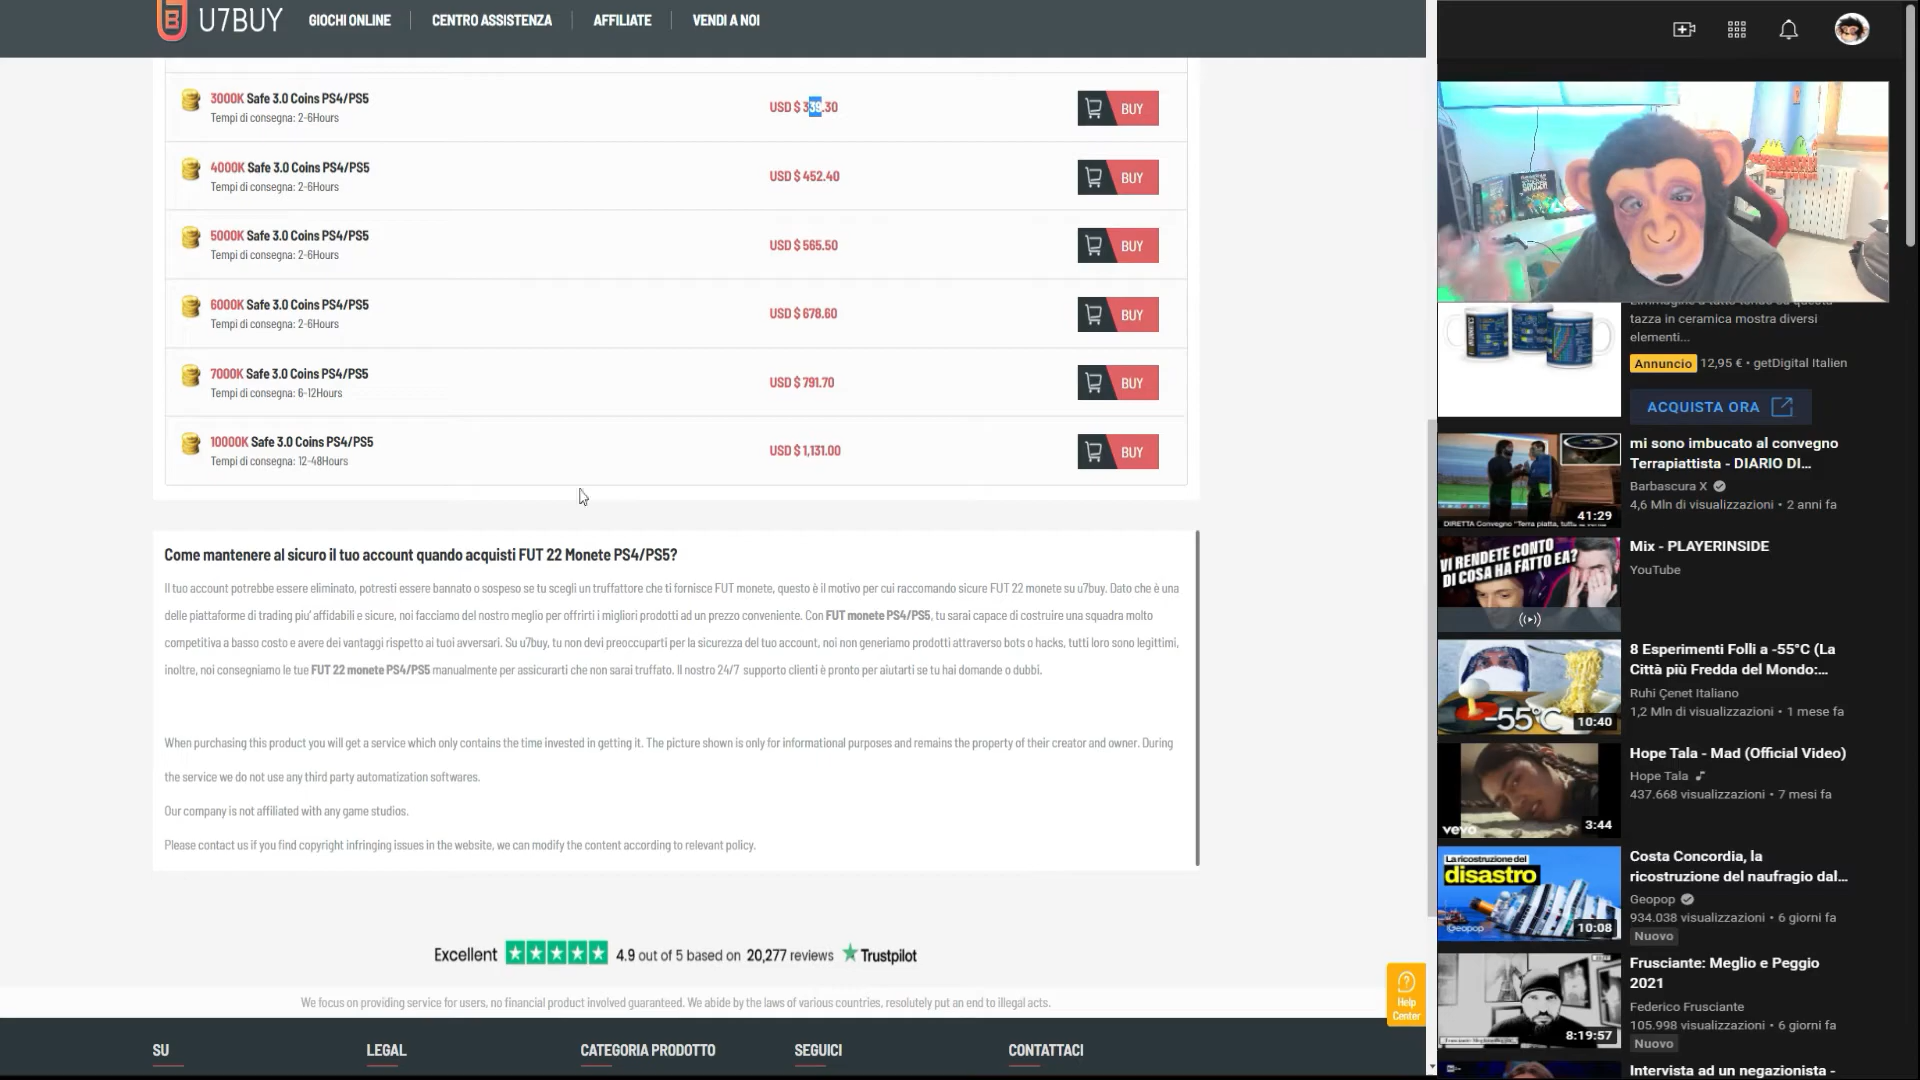 U7BUY
GIOCHI ONLINE
CENTRO ASSISTENZA
AFFILIATE
VENDI A NOI
3000K Safe 3.0 Coins PS4/PS5
Tempi di consegna: 2-6Hours
USD $ 339.30
BUY
4000K Safe 3.0 Coins PS4/PS5
Tempi di consegna: 2-6Hours
USD $ 452.40
BUY
5000K Safe 3.0 Coins PS4/PS5
Tempi di consegna: 2-6Hours
USD $ 565.50
BUY
6000K Safe 3.0 Coins PS4/PS5
Tempi di consegna: 2-6Hours
USD $ 678.60
BUY
7000K Safe 3.0 Coins PS4/PS5
Tempi di consegna: 6-12Hours
USD $ 791.70
BUY
10000K Safe 3.0 Coins PS4/PS5
Tempi di consegna: 12-48Hours
USD $ 1,131.00
BUY
Come mantenere al sicuro il tuo account quando acquisti FUT 22 Monete PS4/PS5?
Il tuo account potrebbe essere eliminato, potresti essere bannato o sospeso se tu scegli un truffattore che ti fornisce FUT monete, questo è il motivo per cui raccomando sicure FUT 22 monete su u7buy. Dato che è una
delle piattaforme di trading piu' affidabili e sicure, noi facciamo del nostro meglio per offrirti i migliori prodotti ad un prezzo conveniente. Con FUT monete PS4/PS5, tu sarai capace di costruire una squadra molto
competitiva a basso costo e avere dei vantaggi rispetto ai tuoi avversari. Su u7buy, tu non devi preoccuparti per la sicurezza del tuo account, noi non generiamo prodotti attraverso bots o hacks, tutti loro sono legittimi,
inoltre, noi consegniamo le tue FUT 22 monete PS4/PS5 manualmente per assicurarti che non sarai truffato. Il nostro 24/7 supporto clienti è pronto per aiutarti se tu hai domande o dubbi.
When purchasing this product you will get a service which only contains the time invested in getting it. The picture shown is only for informational purposes and remains the property of their creator and owner. During
the service we do not use any third party automatization softwares.
Our company is not affiliated with any game studios.
Please contact us if you find copyright infringing issues in the website, we can modify the content according to relevant policy.
Excellent
4.9 out of 5 based on 20,277 reviews
Trustpilot
We focus on providing service for users, no financial product involved guaranteed. We abide by the laws of various countries, resolutely put an end to illegal acts.
Help
Center
SU
LEGAL
CATEGORIA PRODOTTO
SEGUICI
CONTATTACI
SOCCER
tazza in ceramica mostra diversi
elementi...
Annuncio 12,95 € • getDigital Italien
ACQUISTA ORA
41:29
mi sono imbucato al convegno
Terrapiattista - DIARIO DI...
Barbascura X
4,6 Mln di visualizzazioni • 2 anni fa
VI RENDETE CONTO
DI COSA HA FATTO EA?
Mix - PLAYERINSIDE
YouTube
-55°C
10:40
8 Esperimenti Folli a -55°C (La
Città più Fredda del Mondo:...
Ruhi Çenet Italiano
1,2 Mln di visualizzazioni • 1 mese fa
vevo
3:44
Hope Tala - Mad (Official Video)
Hope Tala
437.668 visualizzazioni • 7 mesi fa
La ricostruzione del
disastro
Geopop
10:08
Costa Concordia, la
ricostruzione del naufragio dal...
Geopop
934.038 visualizzazioni • 6 giorni fa
Nuovo
8:19:57
Frusciante: Meglio e Peggio
2021
Federico Frusciante
105.998 visualizzazioni • 6 giorni fa
Nuovo
Intervista ad un negazionista -